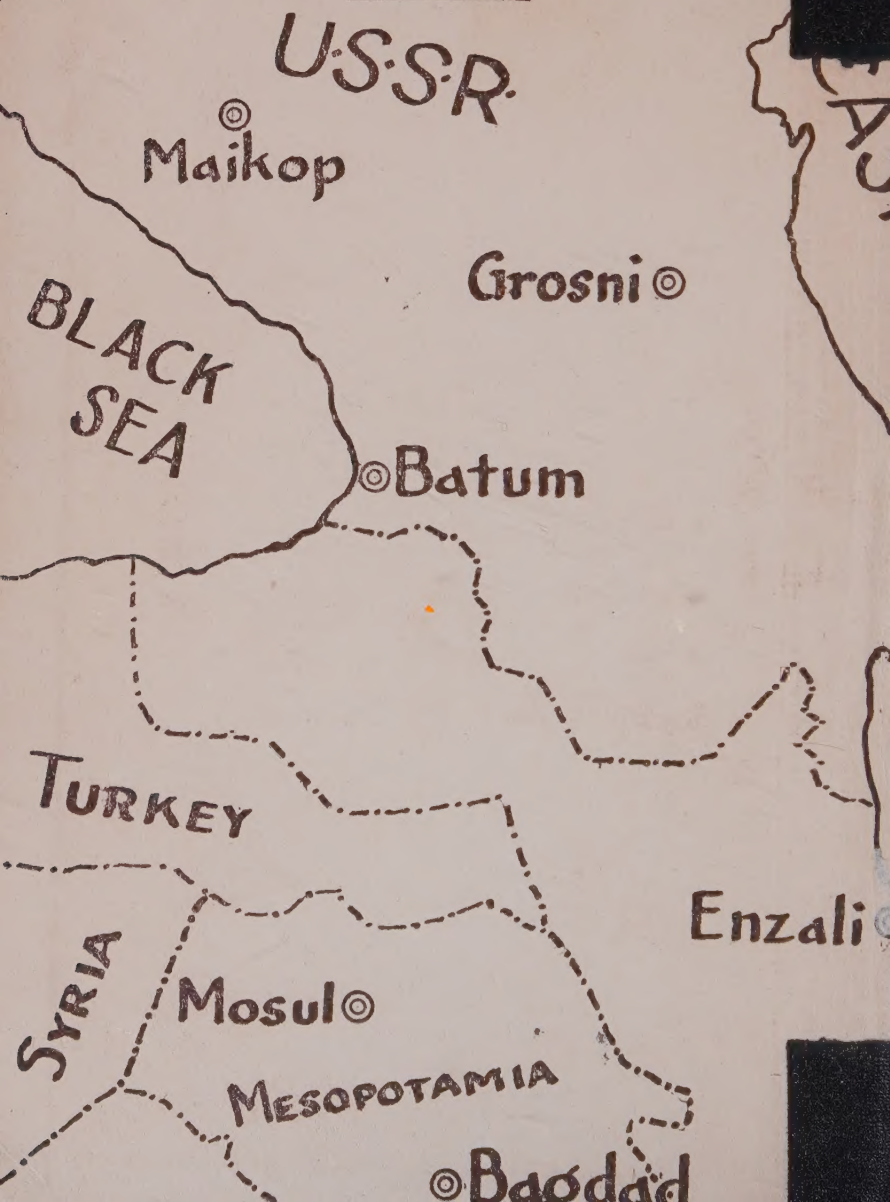 U.S.S.R.
Maikop
Grosni
BLACK
SEA
Batum
TURKEY
Enzali
SYRIA
Mosul
MESOPOTAMIA
Bagdad